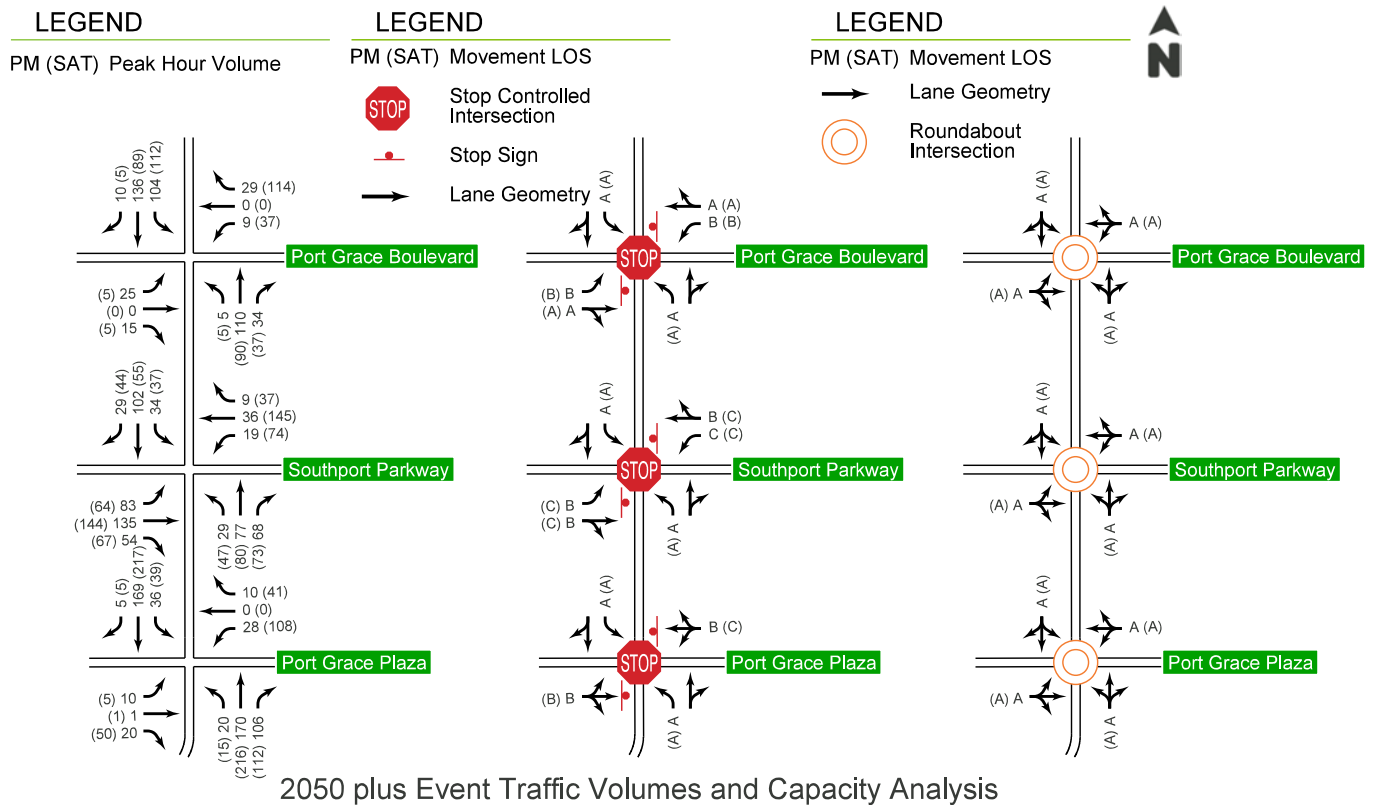 LEGEND
PM (SAT) Peak Hour Volume
LEGEND
PM (SAT) Movement LOS
STOP
Stop Controlled
Intersection
Stop Sign
Lane Geometry
LEGEND
PM (SAT) Movement LOS
Lane Geometry
Roundabout
Intersection
N
10 (5)
136 (89)
104 (112)
29 (114)
0 (0)
9 (37)
Port Grace Boulevard
(5) 25
(0) 0
(5) 15
(5) 5
(90) 110
(37) 34
29 (44)
102 (55)
34 (37)
9 (37)
36 (145)
19 (74)
Southport Parkway
(64) 83
(144) 135
(67) 54
(47) 29
(80) 77
(73) 68
5 (5)
169 (217)
36 (39)
10 (41)
0 (0)
28 (108)
Port Grace Plaza
(5) 10
(1) 1
(50) 20
(15) 20
(216) 170
(112) 106
A (A)
A (A)
B (B)
STOP
Port Grace Boulevard
(B) B
(A) A
(A) A
A (A)
B (C)
C (C)
STOP
Southport Parkway
(C) B
(C) B
(A) A
A (A)
B (C)
STOP
Port Grace Plaza
(B) B
(A) A
A (A)
A (A)
Port Grace Boulevard
(A) A
(A) A
A (A)
A (A)
Southport Parkway
(A) A
(A) A
A (A)
A (A)
Port Grace Plaza
(A) A
(A) A
2050 plus Event Traffic Volumes and Capacity Analysis